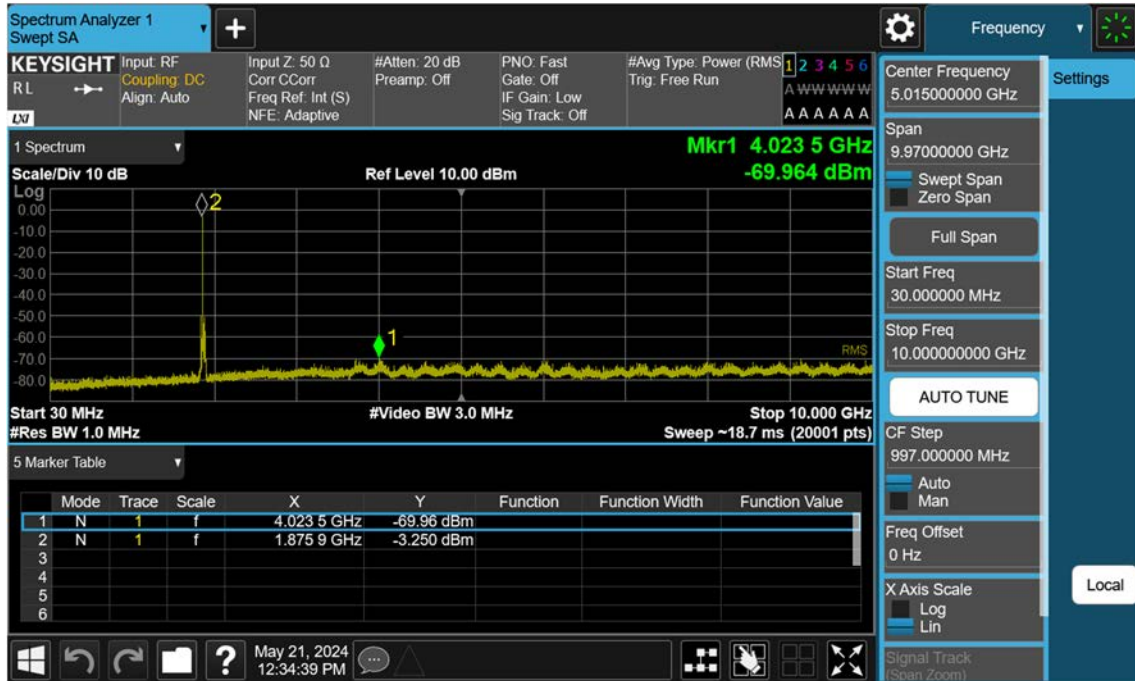 Spectrum Analyzer 1
Swept SA
Frequency
KEYSIGHT
R L
LXI
Input: RF
Coupling: DC
Align: Auto
Input Z: 50 Ω
Corr CCorr
Freq Ref: Int (S)
NFE: Adaptive
#Atten: 20 dB
Preamp: Off
PNO: Fast
Gate: Off
IF Gain: Low
Sig Track: Off
#Avg Type: Power (RMS
Trig: Free Run
1 2 3 4 5 6
A W W W W W
A A A A A A
1 Spectrum
Mkr1 4.023 5 GHz
Scale/Div 10 dB Ref Level 10.00 dBm -69.964 dBm
Log
0.00
-10.0
-20.0
-30.0
-40.0
-50.0
-60.0
-70.0
-80.0
2
1
RMS
Start 30 MHz #Video BW 3.0 MHz Stop 10.000 GHz
#Res BW 1.0 MHz Sweep ~18.7 ms (20001 pts)
5 Marker Table
Mode Trace Scale X Y Function Function Width Function Value
1 N 1 f 4.023 5 GHz -69.96 dBm
2 N 1 f 1.875 9 GHz -3.250 dBm
3
4
5
6
May 21, 2024
12:34:39 PM
Center Frequency
5.015000000 GHz
Span
9.97000000 GHz
Swept Span
Zero Span
Full Span
Start Freq
30.000000 MHz
Stop Freq
10.000000000 GHz
AUTO TUNE
CF Step
997.000000 MHz
Auto
Man
Freq Offset
0 Hz
X Axis Scale
Log
Lin
Signal Track
(Span Zoom)
Settings
Local